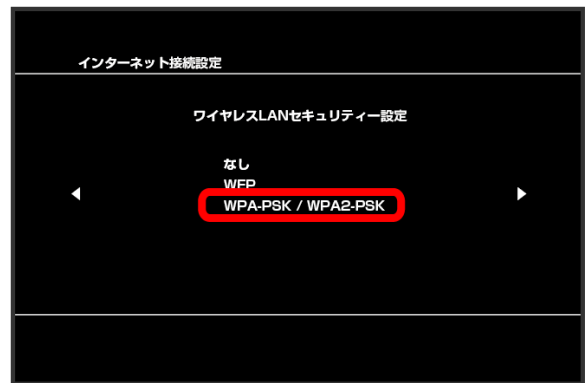 インターネット接続設定
ワイヤレスLANセキュリティー設定
なし
WEP
WPA-PSK / WPA2-PSK